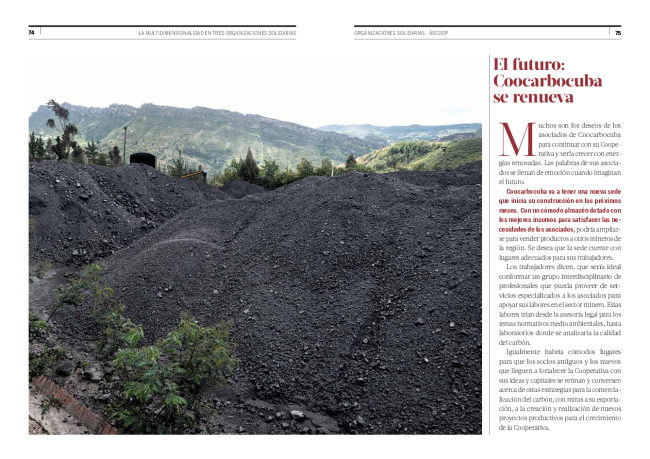 74
LA MULTIDIMENSIONALIDAD EN TRES ORGANIZACIONES SOLIDARIAS
ORGANIZACIONES SOLIDARIAS - ASCOOP
75
El futuro:
Coocarbocuba
se renueva
Muchos son los deseos de los
asociados de Coocarbocuba
para continuar con su Coope-
rativa y verla crecer con ener-
gías renovadas. Las palabras de sus asocia-
dos se llenan de emoción cuando imaginan
el futuro.
Coocarbocuba va a tener una nueva sede
que inicia su construcción en los próximos
meses. Con un cómodo almacén dotado con
los mejores insumos para satisfacer las ne-
cesidades de los asociados, podría ampliar-
se para vender productos a otros mineros de
la región. Se desea que la sede cuente con
lugares adecuados para sus trabajadores.
Los trabajadores dicen, que sería ideal
conformar un grupo interdisciplinario de
profesionales que pueda proveer de ser-
vicios especializados a los asociados para
apoyar sus labores en el sector minero. Estas
labores irían desde la asesoría legal para los
temas normativos medio ambientales, hasta
laboratorios donde se analizaría la calidad
del carbón.
Igualmente habría cómodos lugares
para que los socios antiguos y los nuevos
que lleguen a fortalecer la Cooperativa con
sus ideas y capitales se reúnan y conversen
acerca de otras estrategias para la comercia-
lización del carbón, con miras a su exporta-
ción, a la creación y realización de nuevos
proyectos productivos para el crecimiento
de la Cooperativa.